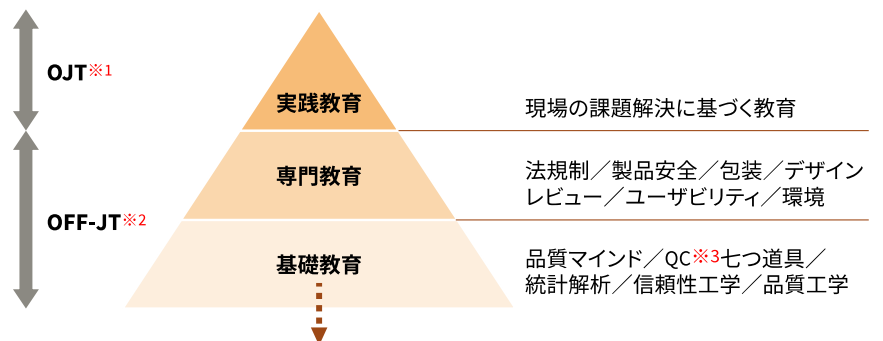 OJT※1
実践教育
現場の課題解決に基づく教育
専門教育
法規制／製品安全／包装／デザイン
レビュー／ユーザビリティ／環境
OFF-JT※2
基礎教育
品質マインド／QC※3七つ道具／
統計解析／信頼性工学／品質工学